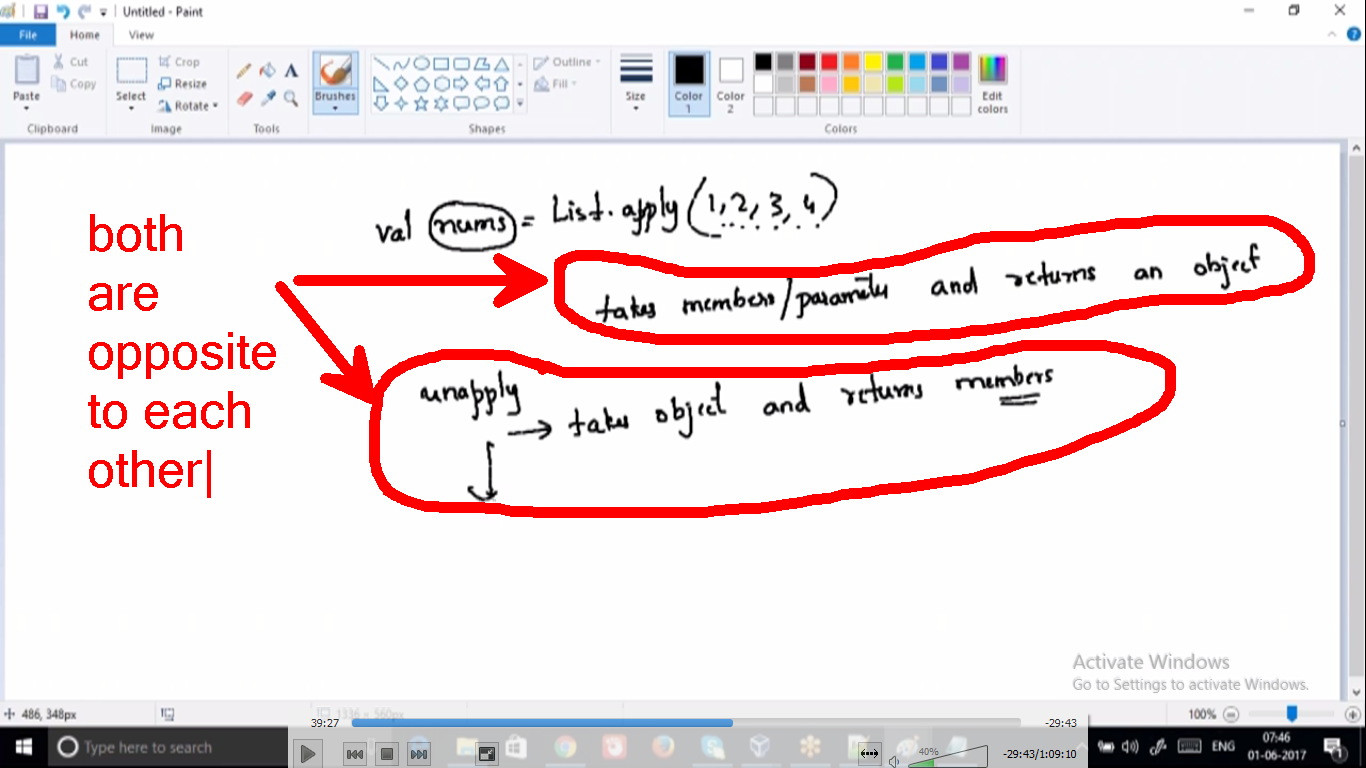 Untitled - Paint
File Home View
Cut
Copy
Paste
Clipboard
Crop
Resize
Rotate
Select
Image
Tools
Brushes
Outline
Fill
Shapes
Size
Color 1
Color 2
Edit colors
Colors
val nums = List.apply (1, 2, 3, 4)
takes members/parameters and returns an object
unapply
→ takes object and returns members
both
are
opposite
to each
other|
Activate Windows
Go to Settings to activate Windows.
486, 348px
1336 × 560px
100%
39:27
-29:43
Type here to search
40%
-29:43/1:09:10
ENG
07:46
01-06-2017
1